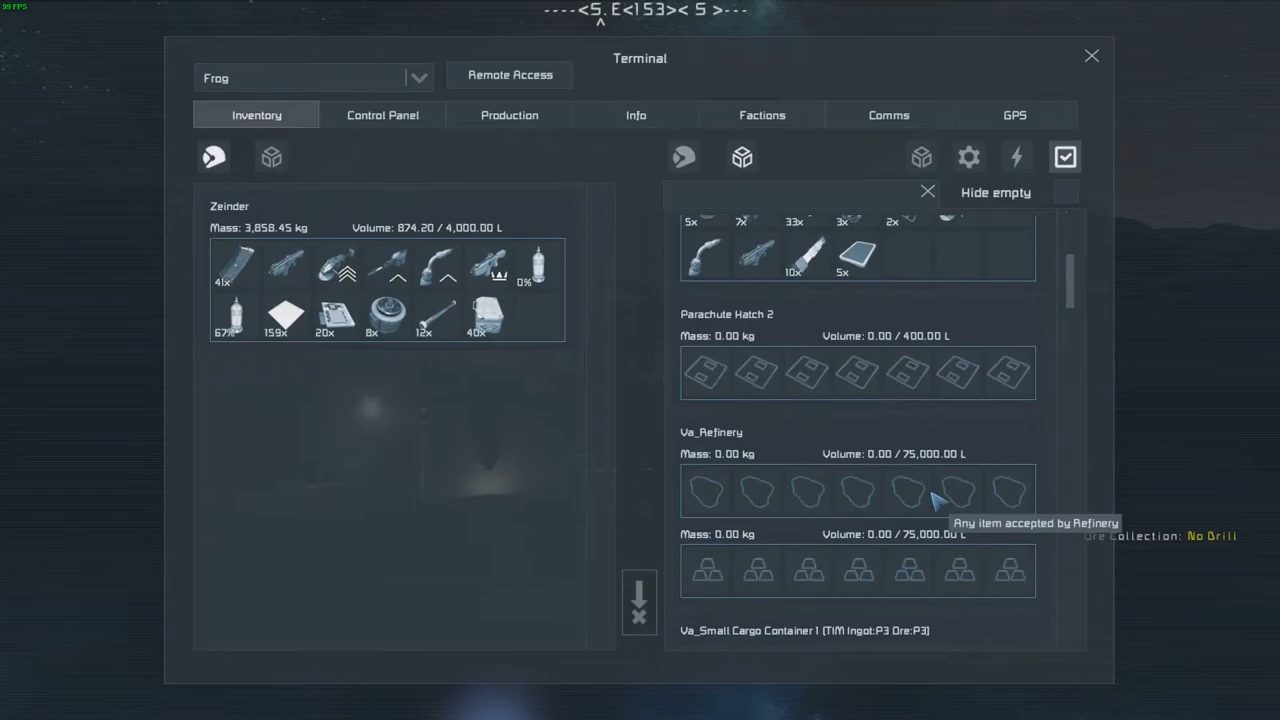 99 FPS
----<S.E<153>< S >---
Terminal
Frog
Remote Access
Inventory
Control Panel
Production
Info
Factions
Comms
GPS
Hide empty
Zeinder
Mass: 3,858.45 kg Volume: 874.20 / 4,000.00 L
41x
0%
67%
159x
20x
8x
12x
40x
5x
7x
33x
3x
2x
10x
5x
Parachute Hatch 2
Mass: 0.00 kg Volume: 0.00 / 400.00 L
Va_Refinery
Mass: 0.00 kg Volume: 0.00 / 75,000.00 L
Any item accepted by Refinery
Mass: 0.00 kg Volume: 0.00 / 75,000.00 L
Ore Collection: No Drill
Va_Small Cargo Container 1 [TIM Ingot:P3 Ore:P3]